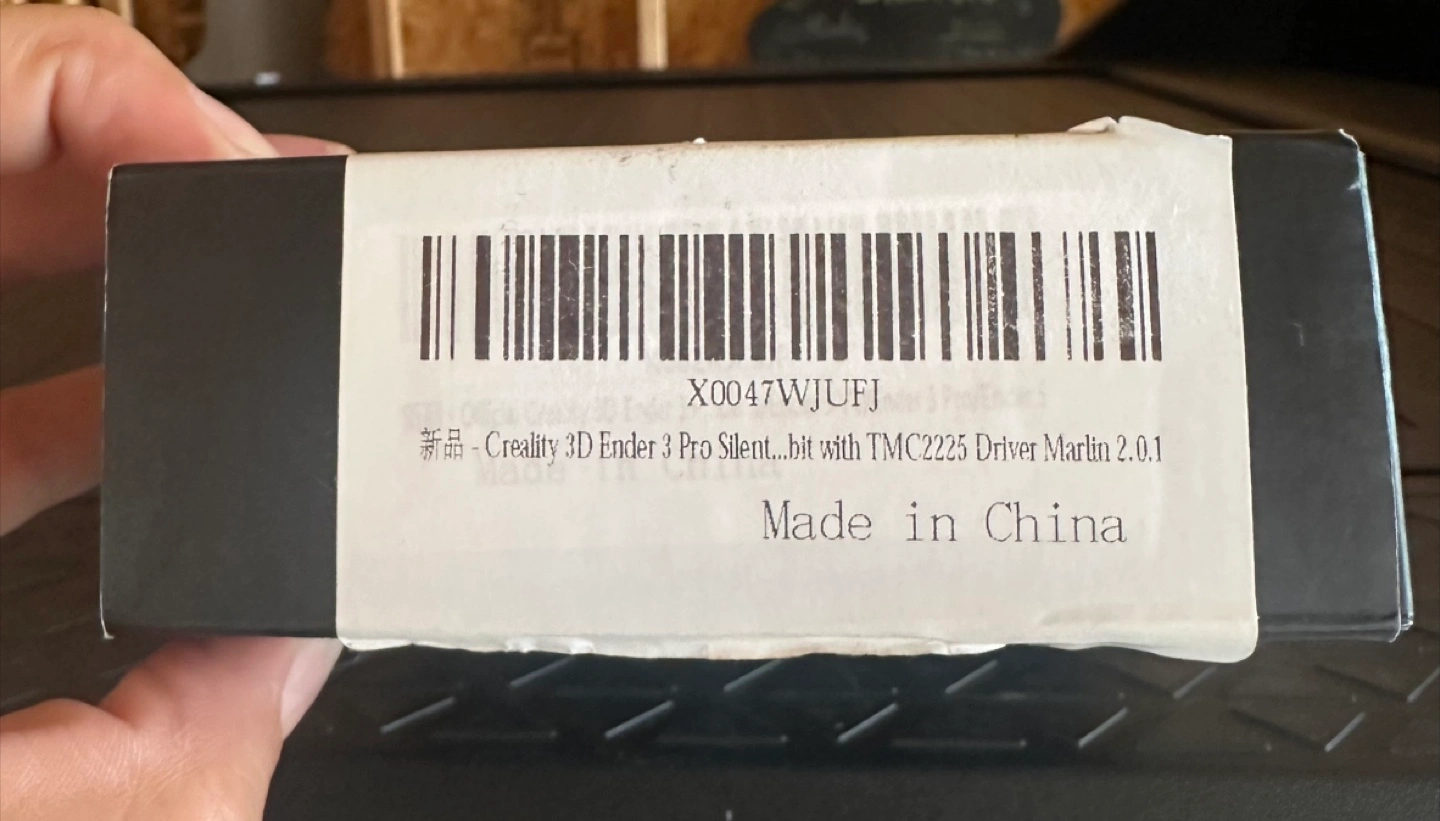 X0047WJUFJ
新品 - Creality 3D Ender 3 Pro Silent...bit with TMC2225 Driver Marlin 2.0.1
Made in China